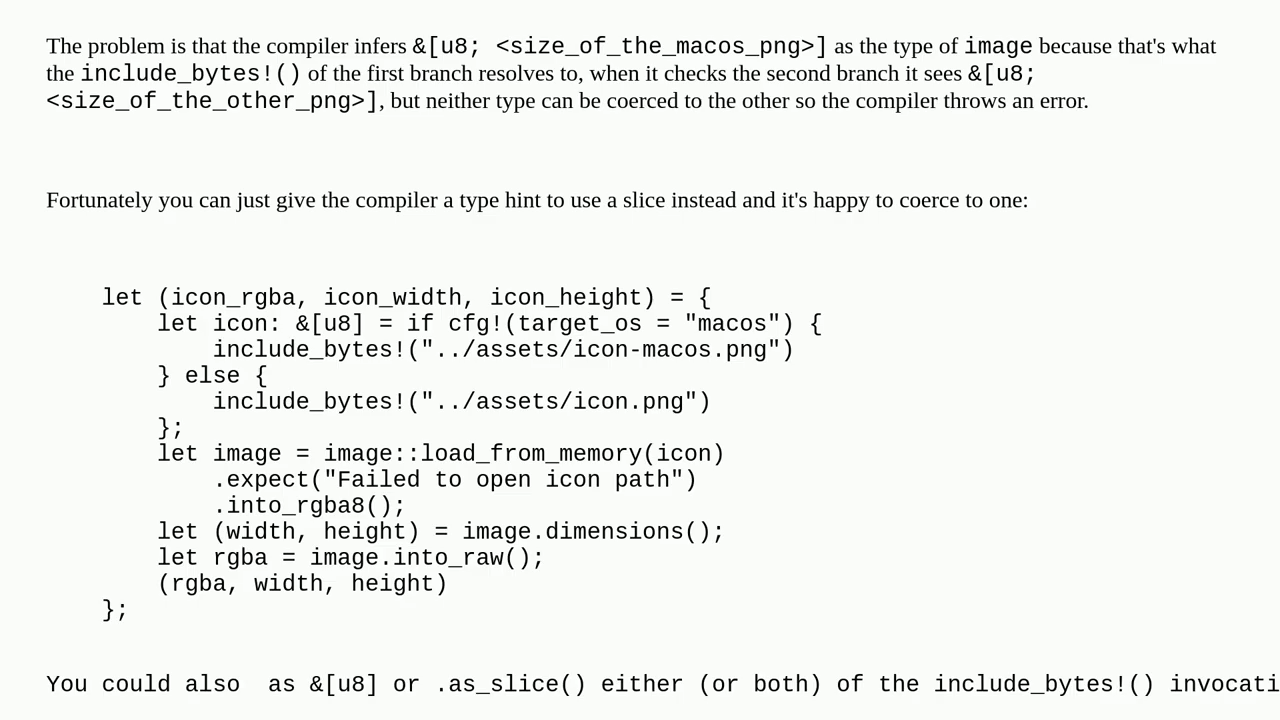 The problem is that the compiler infers &[u8; <size_of_the_macos_png>] as the type of image because that's what
the include_bytes!() of the first branch resolves to, when it checks the second branch it sees &[u8;
<size_of_the_other_png>], but neither type can be coerced to the other so the compiler throws an error.
Fortunately you can just give the compiler a type hint to use a slice instead and it's happy to coerce to one:
let (icon_rgba, icon_width, icon_height) = {
    let icon: &[u8] = if cfg!(target_os = "macos") {
        include_bytes!("../assets/icon-macos.png")
    } else {
        include_bytes!("../assets/icon.png")
    };
    let image = image::load_from_memory(icon)
        .expect("Failed to open icon path")
        .into_rgba8();
    let (width, height) = image.dimensions();
    let rgba = image.into_raw();
    (rgba, width, height)
};
You could also  as &[u8] or .as_slice() either (or both) of the include_bytes!()